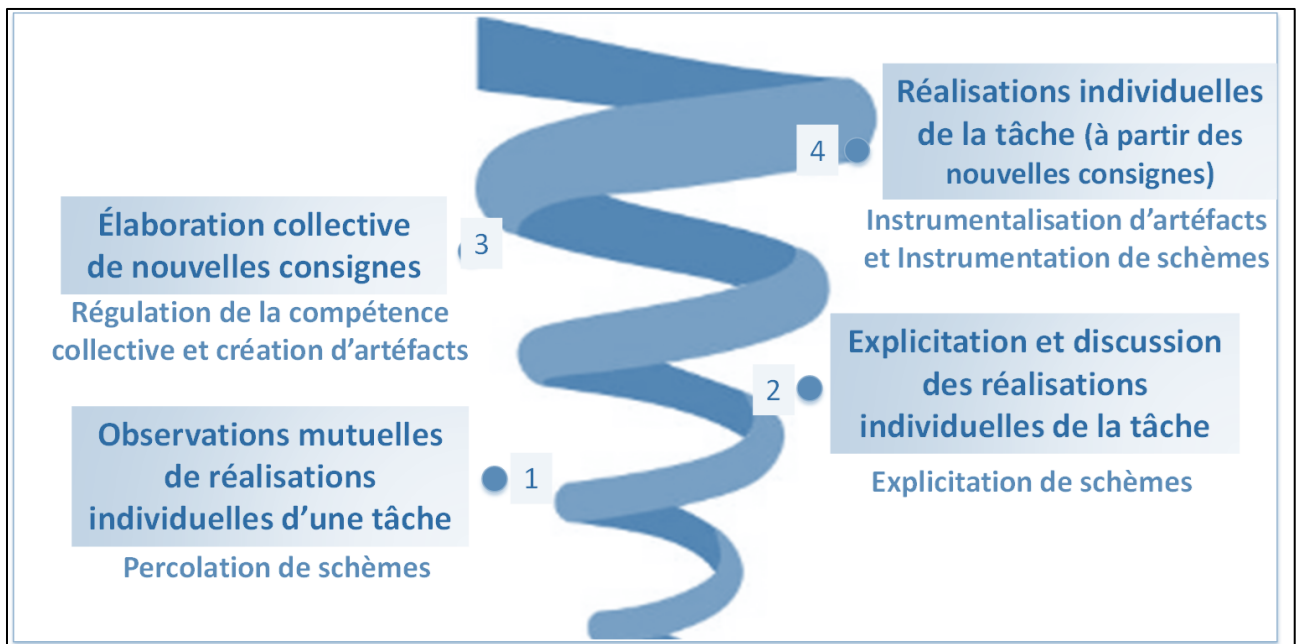 Réalisations individuelles
de la tâche (à partir des
nouvelles consignes)
4
Instrumentalisation d’artéfacts
et Instrumentation de schèmes
Élaboration collective
de nouvelles consignes
3
Régulation de la compétence
collective et création d’artéfacts
Explicitation et discussion
des réalisations
individuelles de la tâche
2
Explicitation de schèmes
Observations mutuelles
de réalisations
individuelles d’une tâche
1
Percolation de schèmes